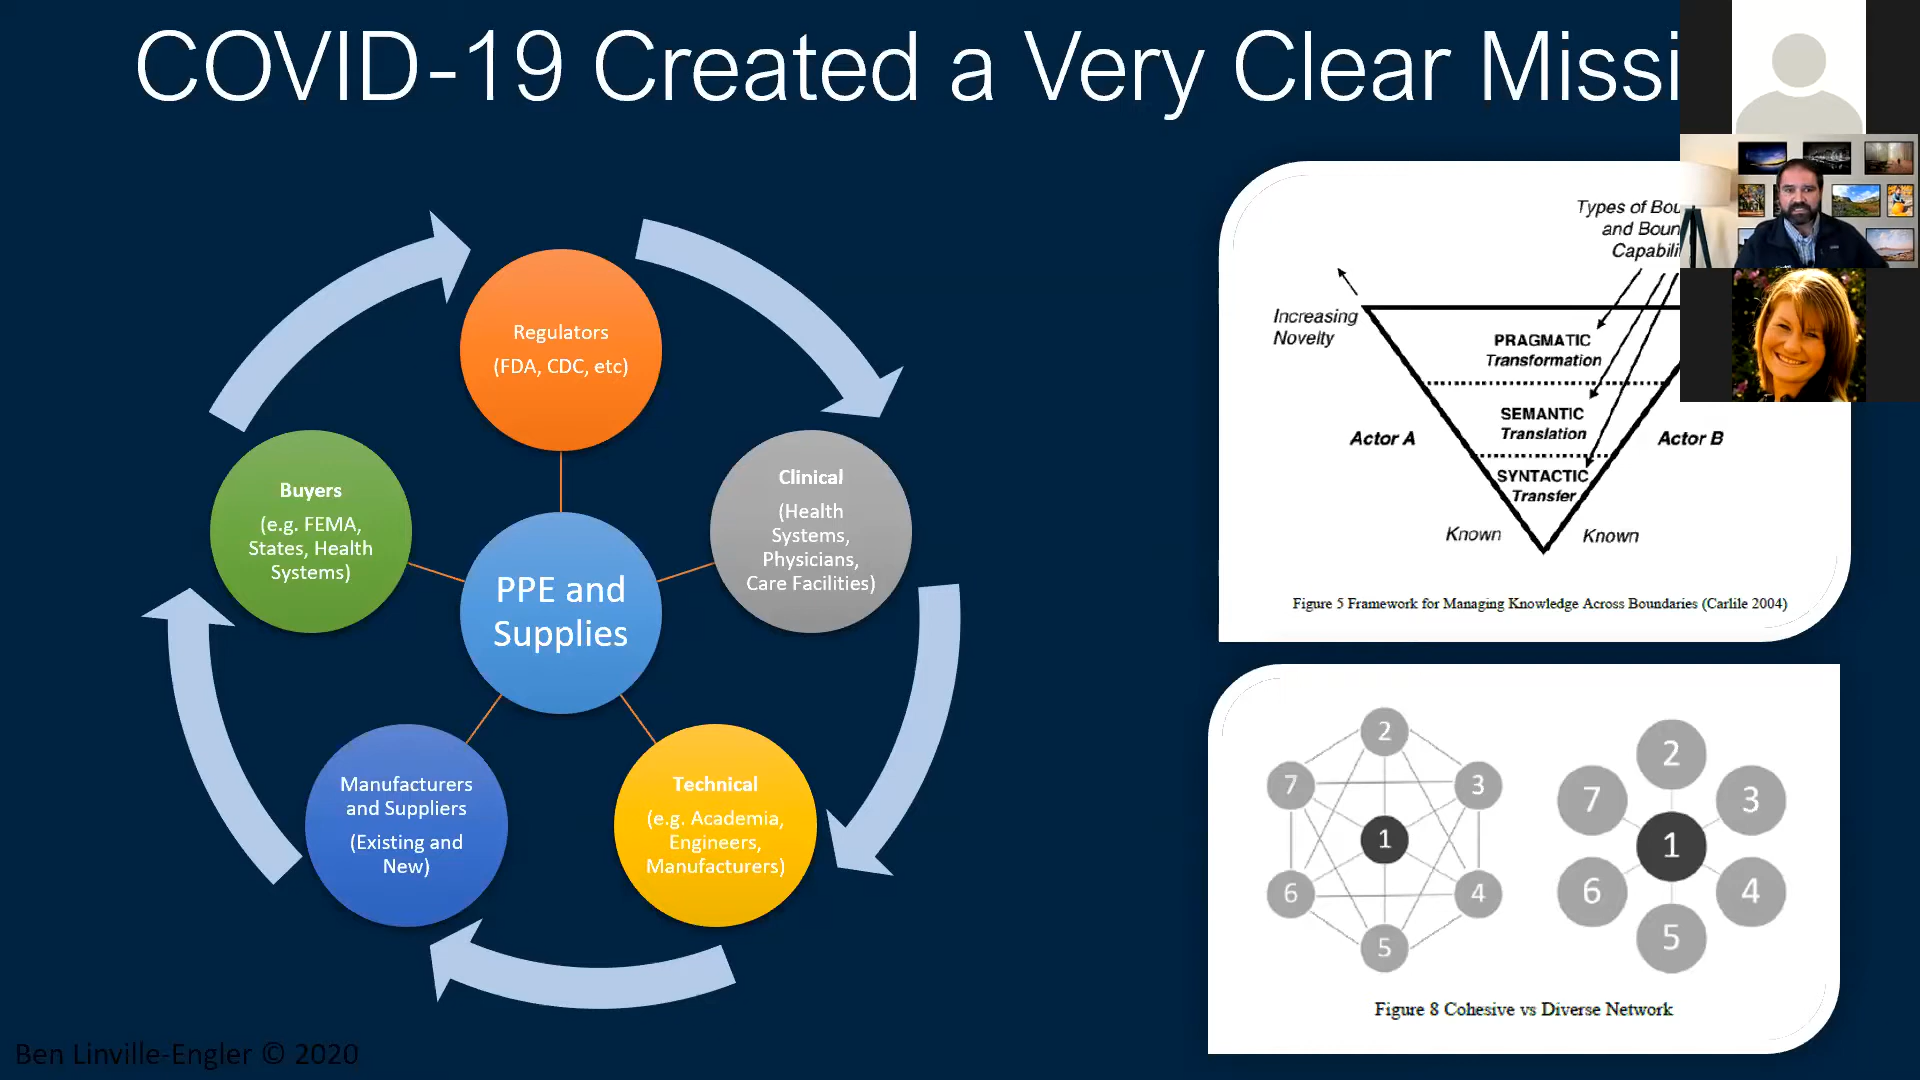 COVID-19 Created a Very Clear Missi
Regulators
(FDA, CDC, etc)
Clinical
(Health
Systems,
Physicians,
Care Facilities)
Technical
(e.g. Academia,
Engineers,
Manufacturers)
Manufacturers
and Suppliers
(Existing and
New)
Buyers
(e.g. FEMA,
States, Health
Systems)
PPE and
Supplies
Types of Bou
and Boun
Capabili
Increasing
Novelty
PRAGMATIC
Transformation
SEMANTIC
Translation
SYNTACTIC
Transfer
Actor A
Actor B
Known
Known
Figure 5 Framework for Managing Knowledge Across Boundaries (Carlile 2004)
2
7
3
1
6
4
5
2
7
3
1
6
4
5
Figure 8 Cohesive vs Diverse Network
Ben Linville-Engler © 2020